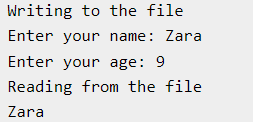 Writing to the file
Enter your name: Zara
Enter your age: 9
Reading from the file
Zara